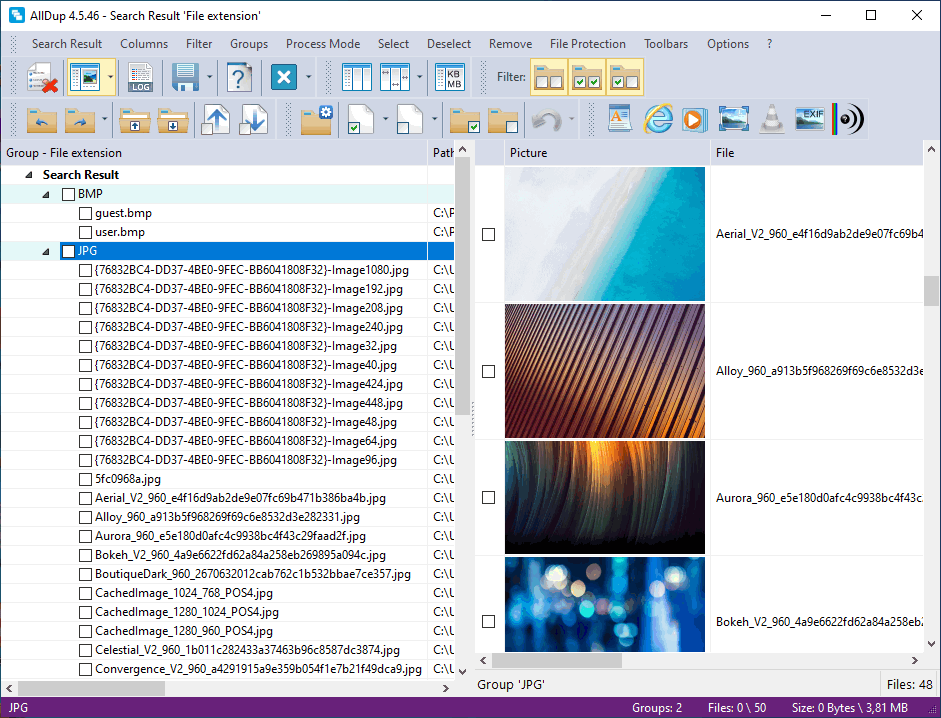 AllDup 4.5.46 - Search Result 'File extension'
Search Result Columns Filter Groups Process Mode Select Deselect Remove File Protection Toolbars Options ?
LOG
?
KB
MB
Filter:
A
EXIF
Group - File extension Path
Picture File
Search Result
BMP
guest.bmp C:\P
user.bmp C:\P
JPG
{76832BC4-DD37-4BE0-9FEC-BB6041808F32}-Image1080.jpg C:\U
{76832BC4-DD37-4BE0-9FEC-BB6041808F32}-Image192.jpg C:\U
{76832BC4-DD37-4BE0-9FEC-BB6041808F32}-Image208.jpg C:\U
{76832BC4-DD37-4BE0-9FEC-BB6041808F32}-Image240.jpg C:\U
{76832BC4-DD37-4BE0-9FEC-BB6041808F32}-Image32.jpg C:\U
{76832BC4-DD37-4BE0-9FEC-BB6041808F32}-Image40.jpg C:\U
{76832BC4-DD37-4BE0-9FEC-BB6041808F32}-Image424.jpg C:\U
{76832BC4-DD37-4BE0-9FEC-BB6041808F32}-Image448.jpg C:\U
{76832BC4-DD37-4BE0-9FEC-BB6041808F32}-Image48.jpg C:\U
{76832BC4-DD37-4BE0-9FEC-BB6041808F32}-Image64.jpg C:\U
{76832BC4-DD37-4BE0-9FEC-BB6041808F32}-Image96.jpg C:\U
5fc0968a.jpg C:\U
Aerial_V2_960_e4f16d9ab2de9e07fc69b471b386ba4b.jpg C:\U
Alloy_960_a913b5f968269f69c6e8532d3e282331.jpg C:\U
Aurora_960_e5e180d0afc4c9938bc4f43c29faad2f.jpg C:\U
Bokeh_V2_960_4a9e6622fd62a84a258eb269895a094c.jpg C:\U
BoutiqueDark_960_2670632012cab762c1b532bbae7ce357.jpg C:\U
CachedImage_1024_768_POS4.jpg C:\U
CachedImage_1280_1024_POS4.jpg C:\U
CachedImage_1280_960_POS4.jpg C:\U
Celestial_V2_960_1b011c282433a37463b96c8587dc3874.jpg C:\U
Convergence_V2_960_a4291915a9e359b054f1e7b21f49dca9.jpg C:\U
Aerial_V2_960_e4f16d9ab2de9e07fc69b4
Alloy_960_a913b5f968269f69c6e8532d3e
Aurora_960_e5e180d0afc4c9938bc4f43c
Bokeh_V2_960_4a9e6622fd62a84a258eb2
Group 'JPG' Files: 48
JPG Groups: 2 Files: 0 \ 50 Size: 0 Bytes \ 3,81 MB